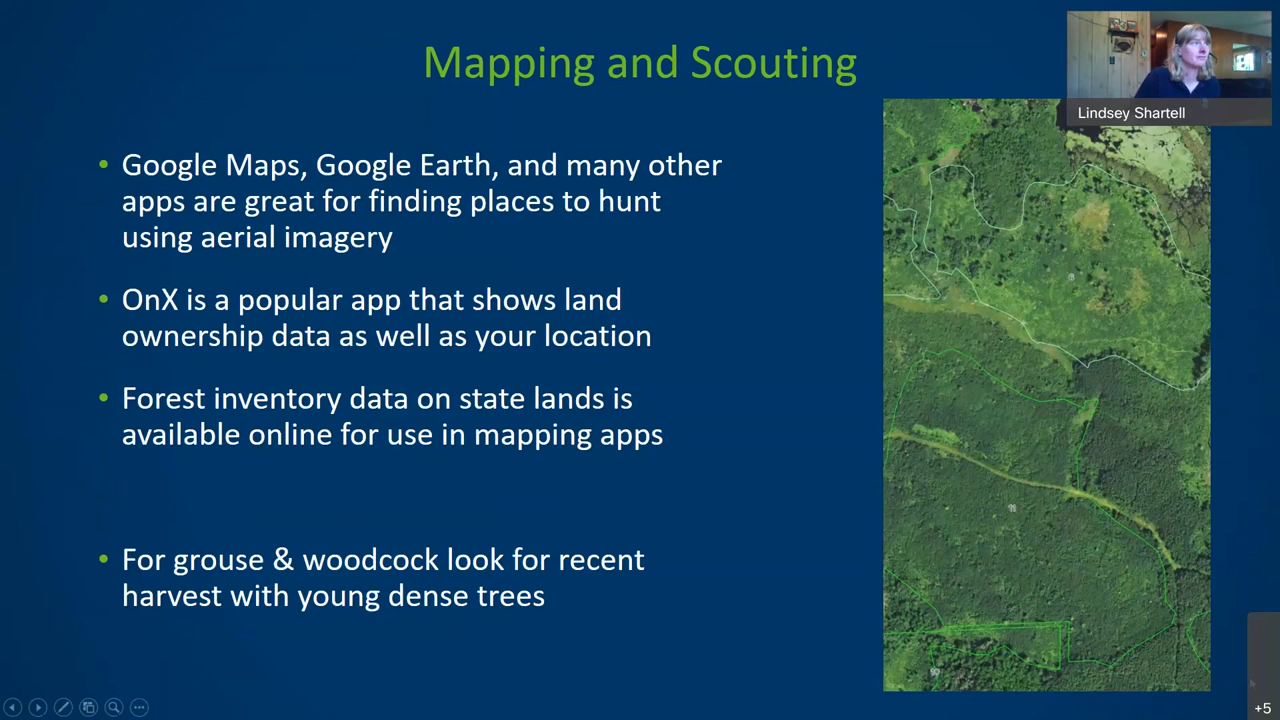 Mapping and Scouting
Lindsey Shartell
• Google Maps, Google Earth, and many other
apps are great for finding places to hunt
using aerial imagery
• OnX is a popular app that shows land
ownership data as well as your location
• Forest inventory data on state lands is
available online for use in mapping apps
• For grouse & woodcock look for recent
harvest with young dense trees
+5